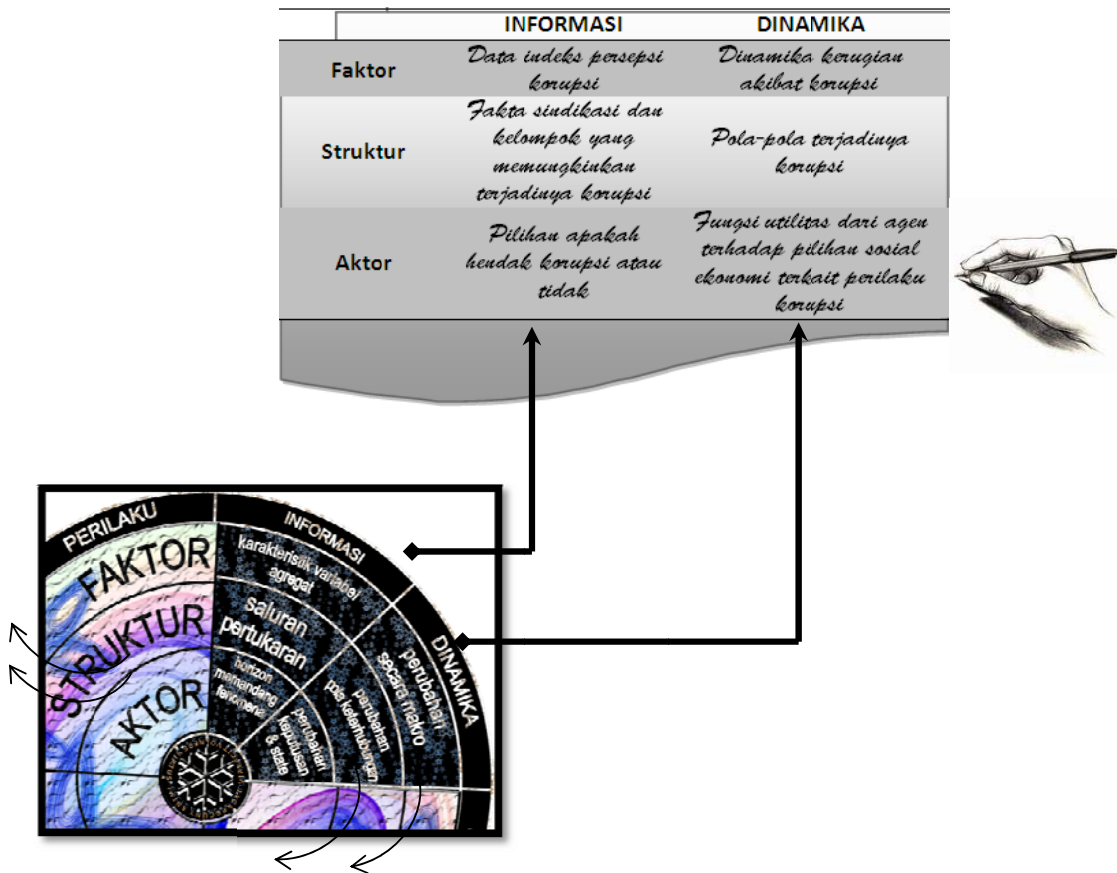 INFORMASI DINAMIKA
Faktor
Data indeks persepsi
korupsi
Dinamika kerugian
akibat korupsi
Struktur
Fakta sindikasi dan
kelompok yang
memungkinkan
terjadinya korupsi
Pola-pola terjadinya
korupsi
Aktor
Pilihan apakah
hendak korupsi atau
tidak
Fungsi utilitas dari agen
terhadap pilihan sosial
ekonomi terkait perilaku
korupsi
PERILAKU
INFORMASI
DINAMIKA
FAKTOR
STRUKTUR
AKTOR
karakteristik variabel
agregat
saluran
pertukaran
horizon
memandang
fenomena
perubahan
secara makro
perubahan
pola keterhubungan
perubahan
keputusan
& state